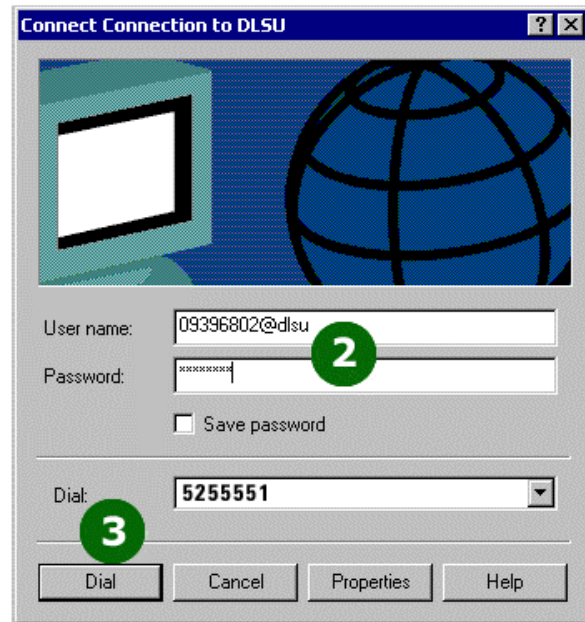 Connect Connection to DLSU
User name: 09396802@dlsu
2
Password: ********
Save password
Dial: 5255551
3
Dial Cancel Properties Help